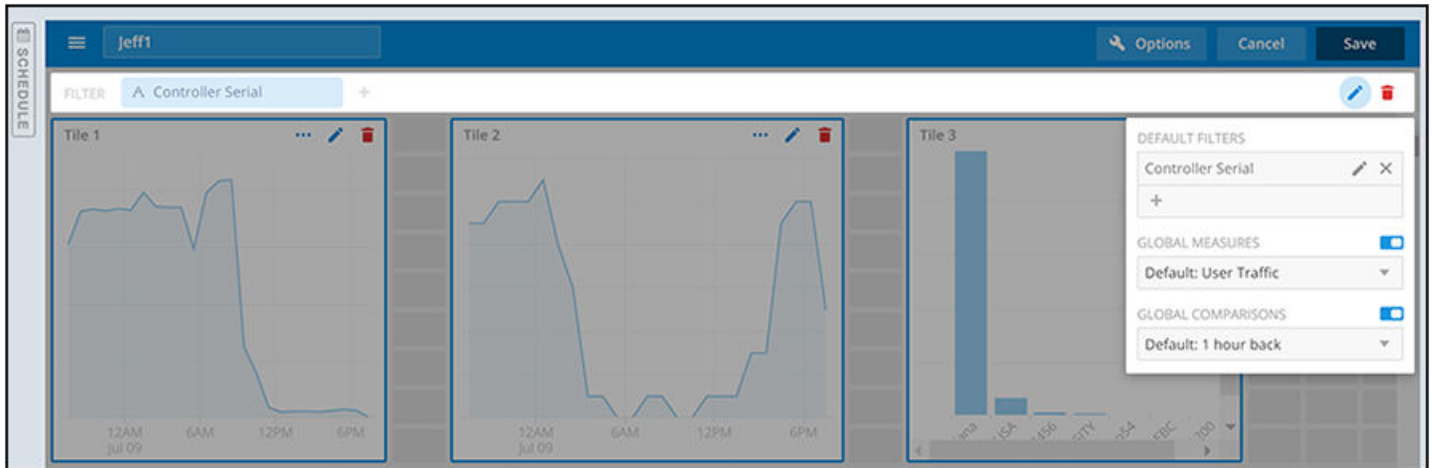 SCHEDULE
Jeff1
Options
Cancel
Save
FILTER
A Controller Serial
+
Tile 1
Tile 2
Tile 3
DEFAULT FILTERS
Controller Serial
+
GLOBAL MEASURES
Default: User Traffic
GLOBAL COMPARISONS
Default: 1 hour back
12AM 6AM 12PM 6PM
Jul 09
12AM 6AM 12PM 6PM
Jul 09